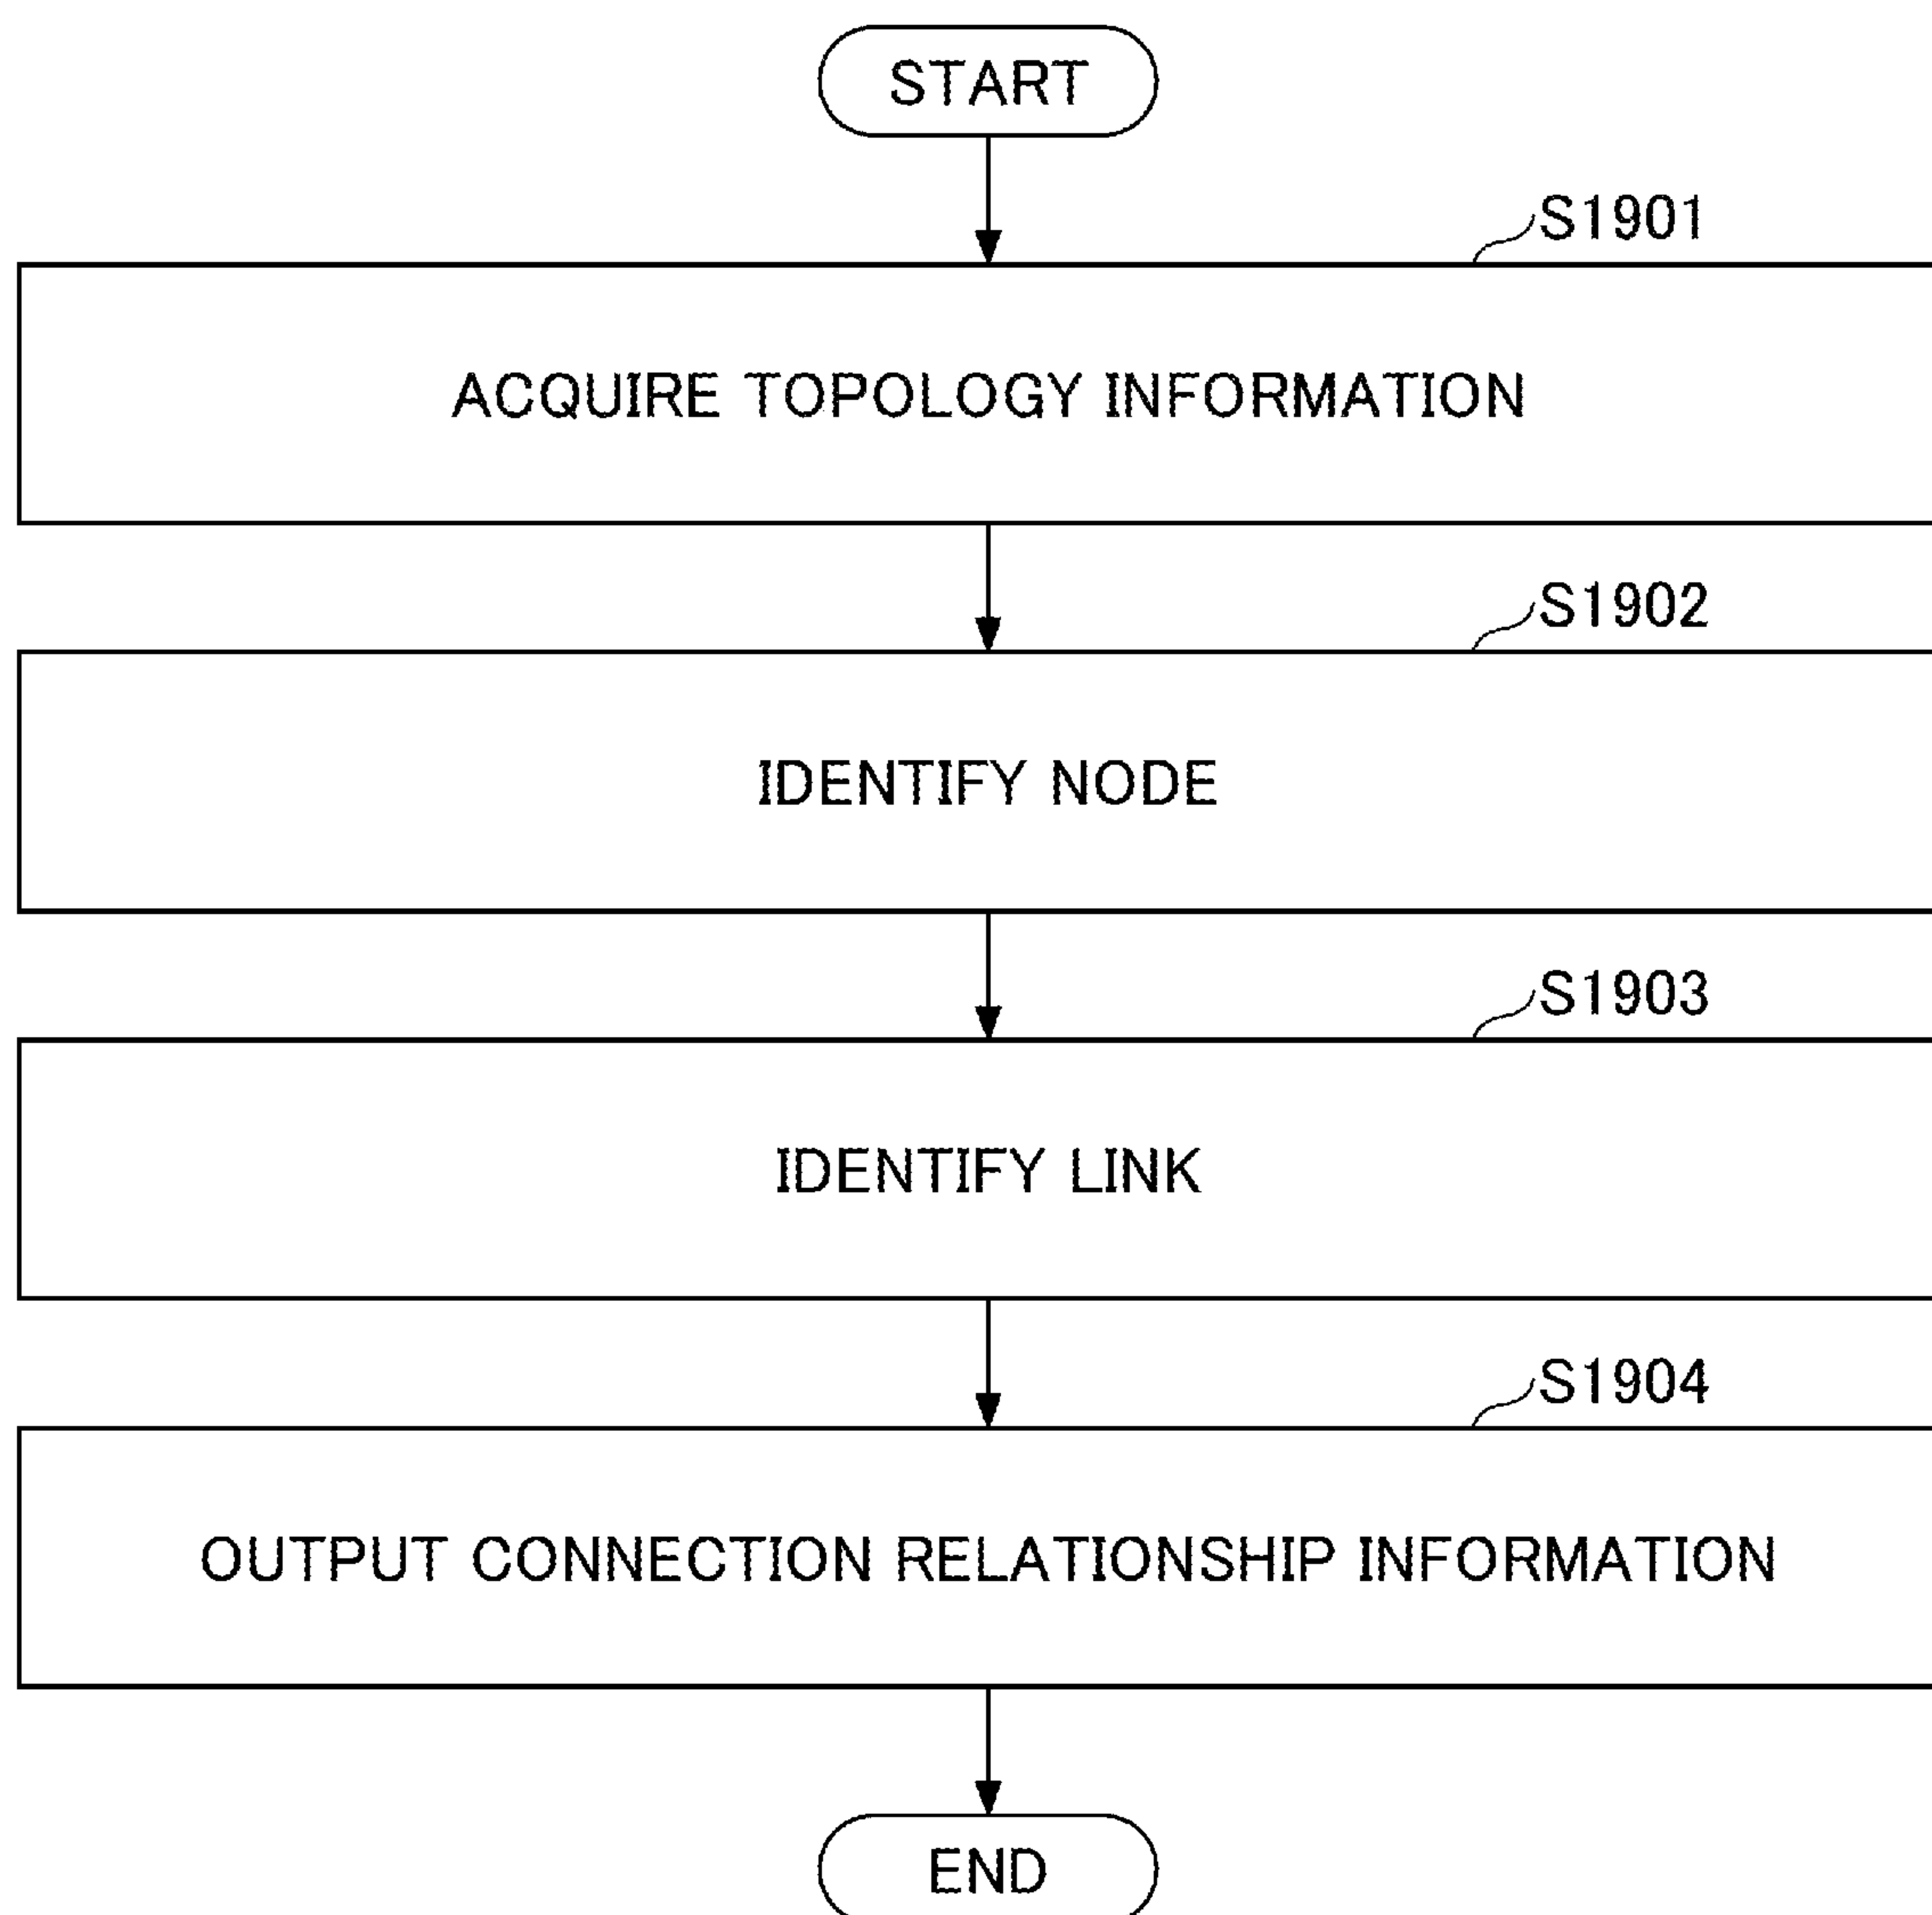 START
S1901
ACQUIRE TOPOLOGY INFORMATION
S1902
IDENTIFY NODE
S1903
IDENTIFY LINK
S1904
OUTPUT CONNECTION RELATIONSHIP INFORMATION
END